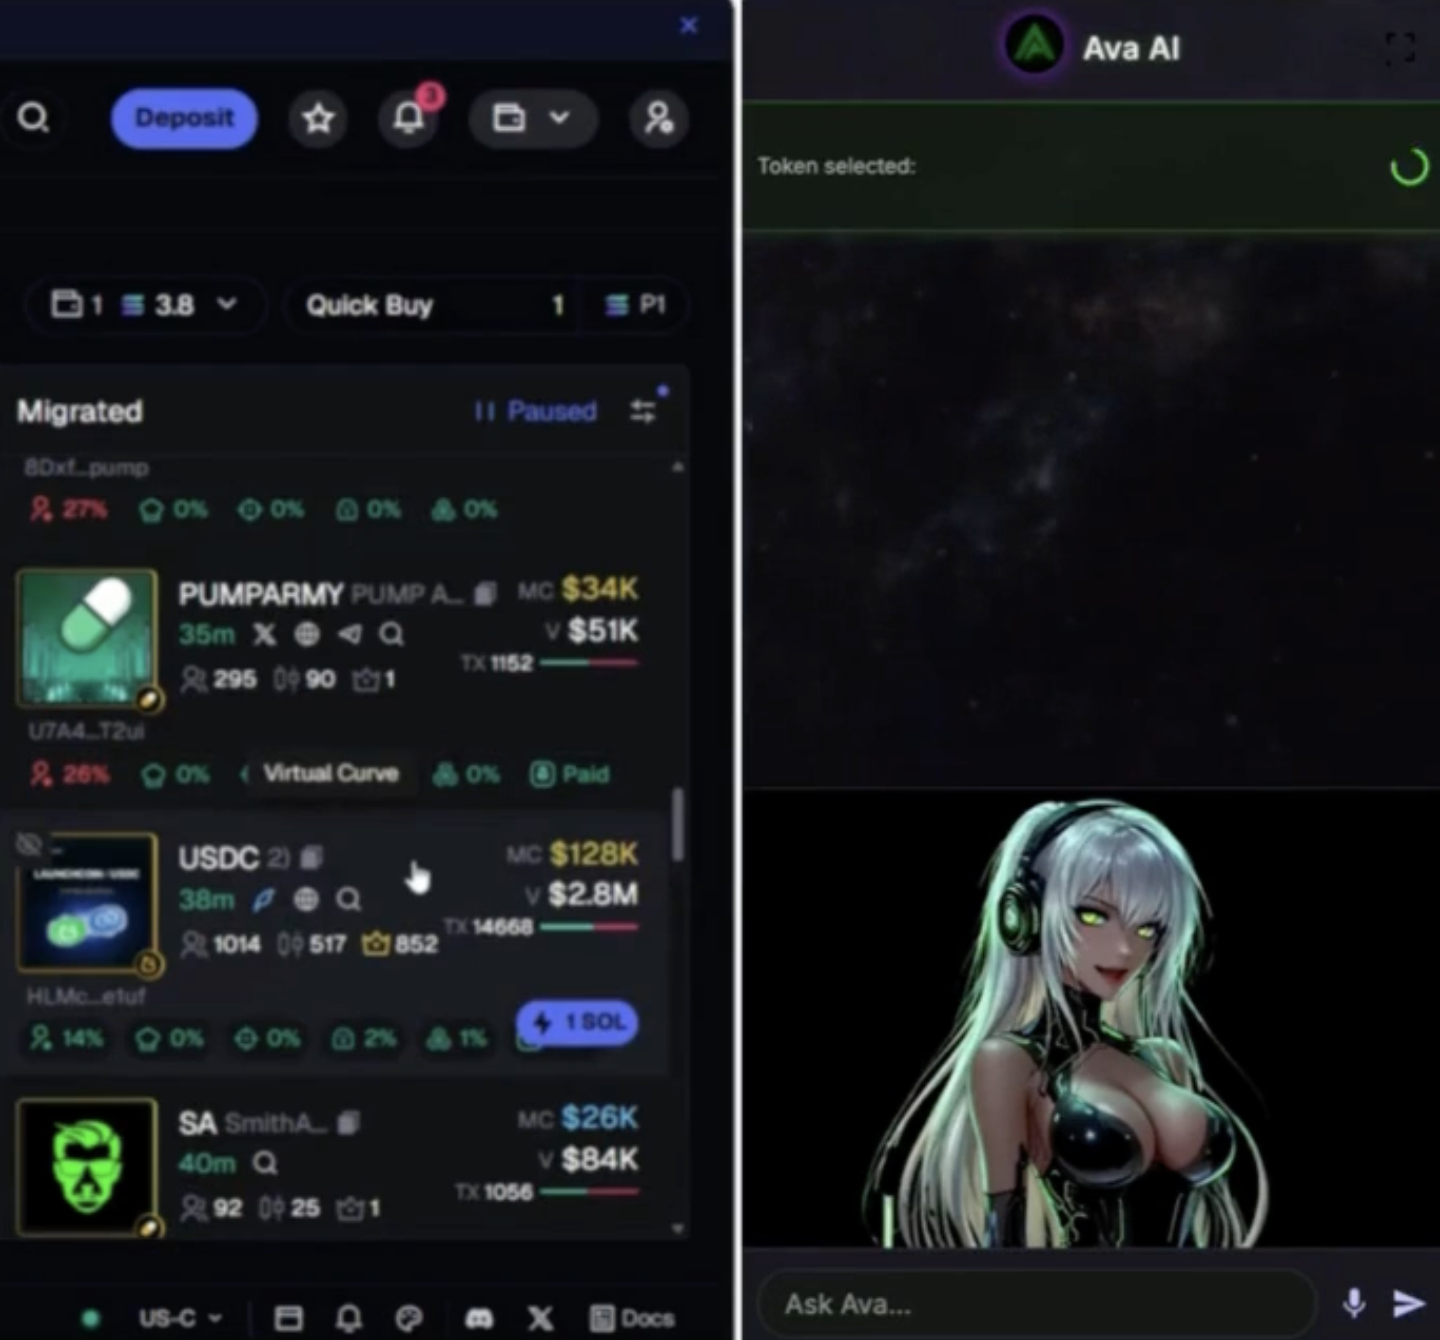 Deposit
3
1 3.8
Quick Buy 1 P1
Migrated
Paused
8Dxf...pump
27% 0% 0% 0% 0%
PUMPARMY PUMP A... MC $34K
35m V $51K
TX 1152
295 90 1
U7A4...T2ui
26% 0% Virtual Curve 0% Paid
USDC 2) MC $128K
38m V $2.8M
TX 14668
1014 517 852
LAUNCHCOIN/USDC
HLMc...e1uf
1 SOL
14% 0% 0% 2% 1%
SA SmithA... MC $26K
40m V $84K
TX 1056
92 25 1
US-C Docs
Ava AI
Token selected:
Ask Ava...